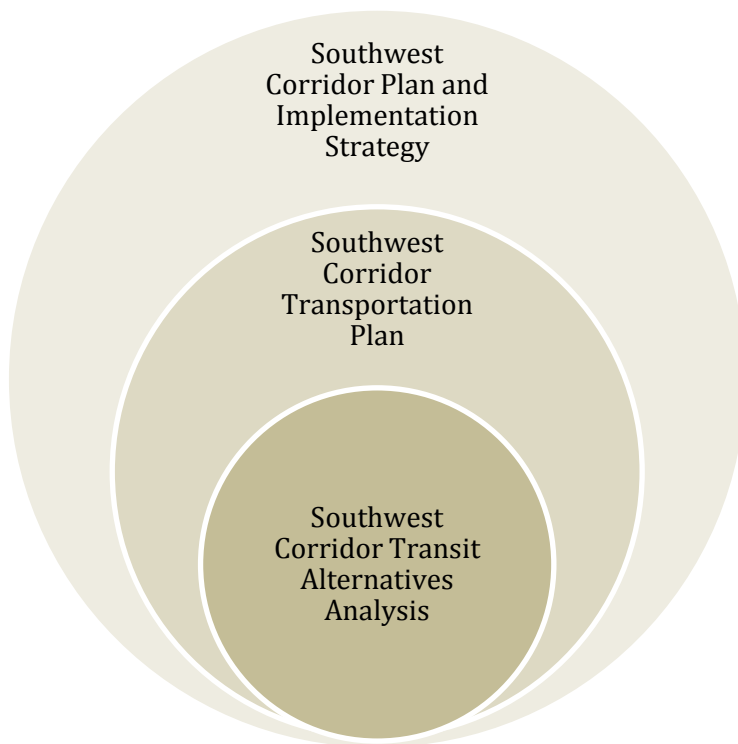 Southwest
Corridor Plan and
Implementation
Strategy
Southwest
Corridor
Transportation
Plan
Southwest
Corridor Transit
Alternatives
Analysis